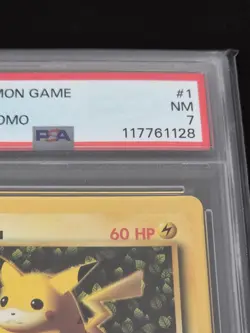 MON GAME #1
NM
OMO 7
PSA 117761128
60 HP